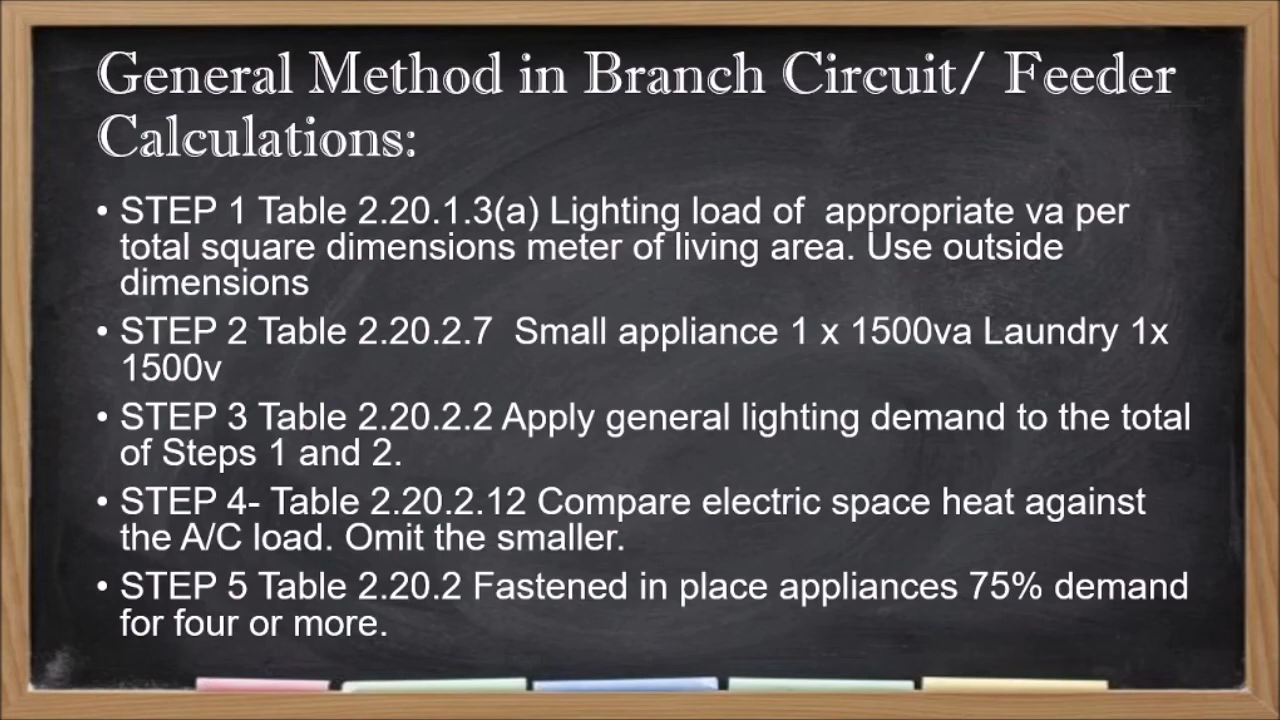 General Method in Branch Circuit/ Feeder
Calculations:
• STEP 1 Table 2.20.1.3(a) Lighting load of  appropriate va per
total square dimensions meter of living area. Use outside
dimensions
• STEP 2 Table 2.20.2.7  Small appliance 1 x 1500va Laundry 1x
1500v
• STEP 3 Table 2.20.2.2 Apply general lighting demand to the total
of Steps 1 and 2.
• STEP 4- Table 2.20.2.12 Compare electric space heat against
the A/C load. Omit the smaller.
• STEP 5 Table 2.20.2 Fastened in place appliances 75% demand
for four or more.